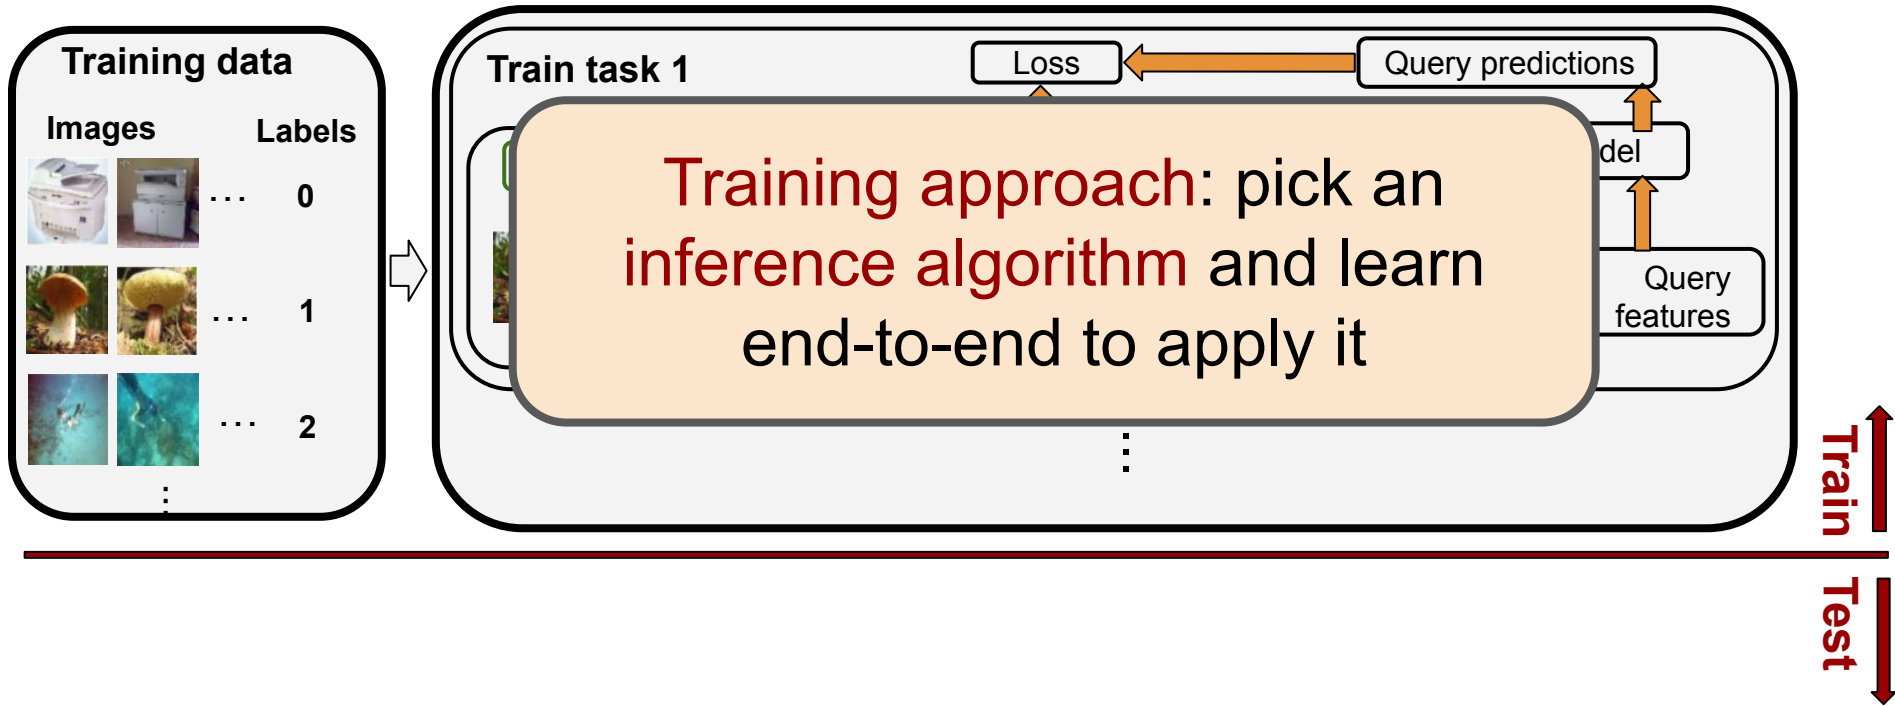 Training data
Images
Labels
... 0
... 1
... 2
...
Train task 1
Loss
Query predictions
Query
features
Training approach: pick an
inference algorithm and learn
end-to-end to apply it
...
Train
Test